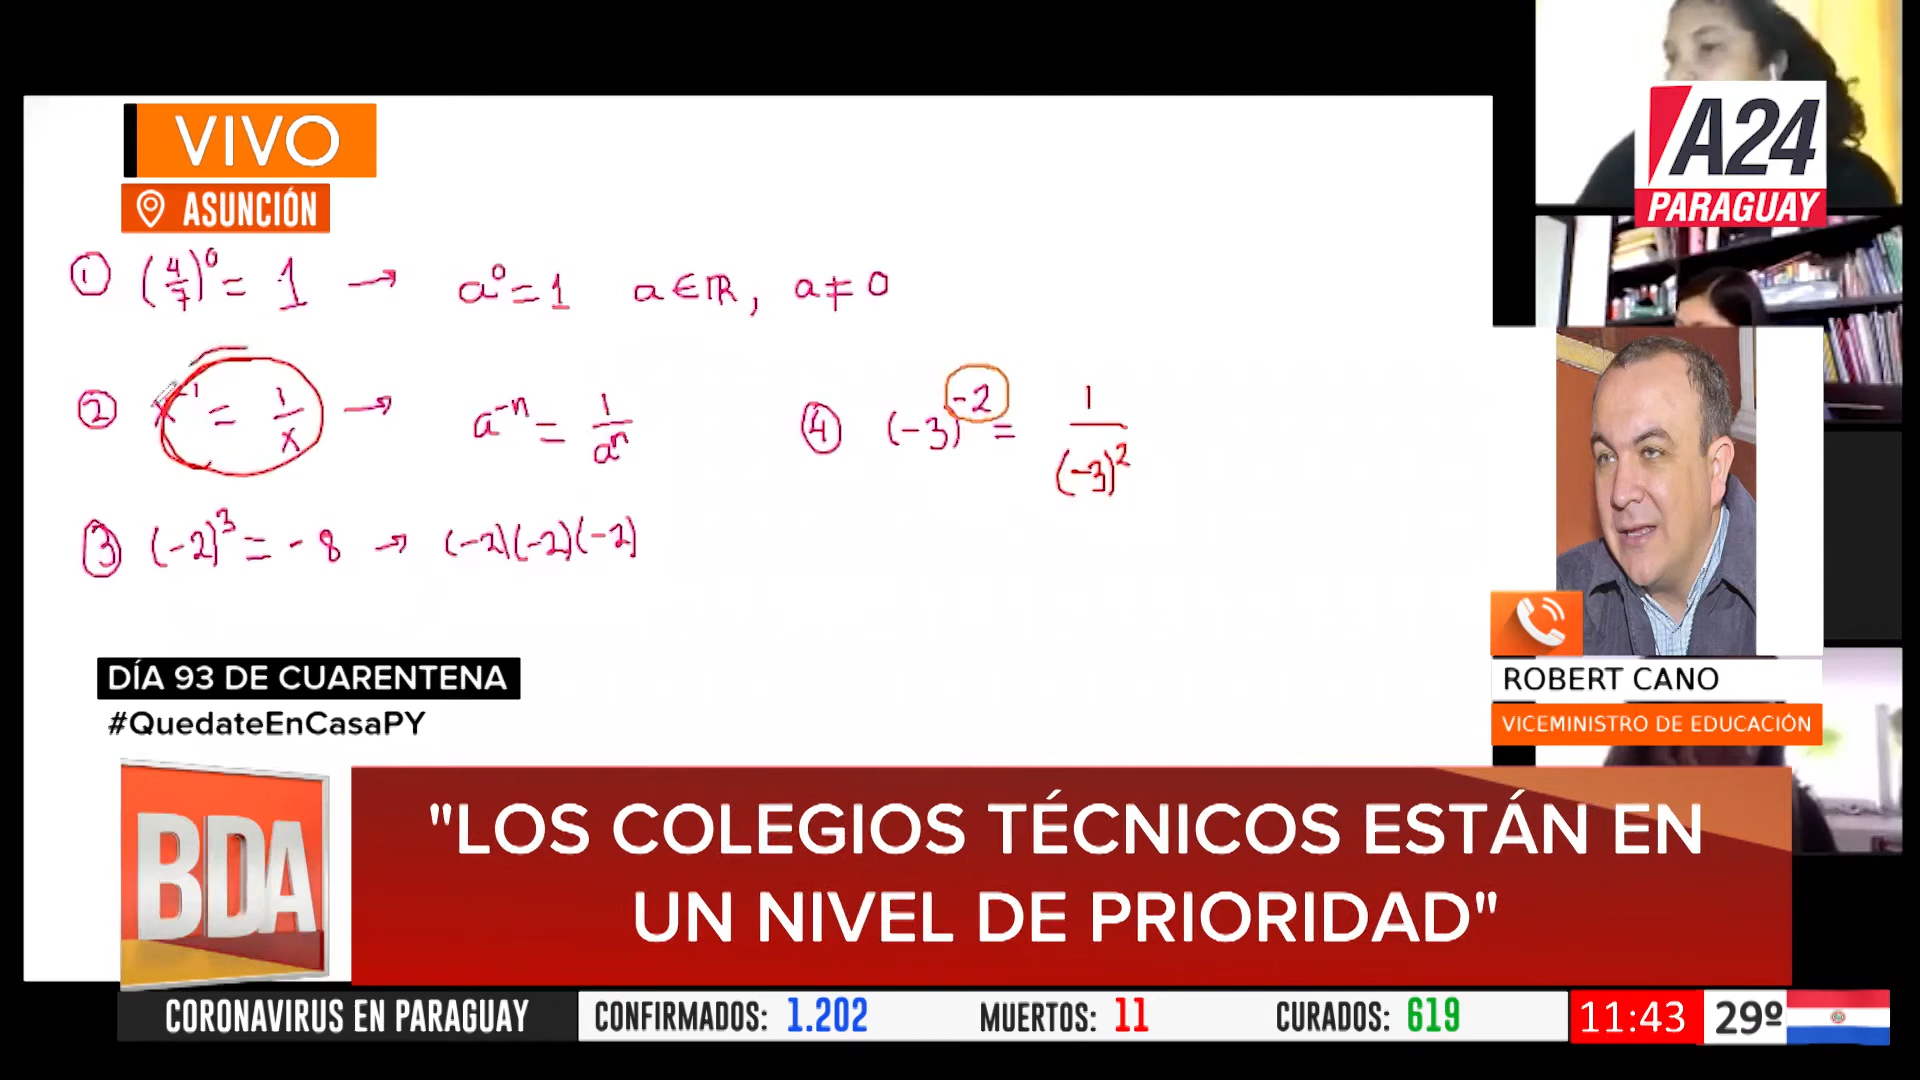 VIVO
ASUNCIÓN
A24
PARAGUAY
① (4/7)⁰ = 1 → a⁰ = 1 a ∈ ℝ, a ≠ 0
② x⁻¹ = 1/x → a⁻ⁿ = 1/aⁿ
③ (-2)³ = -8 → (-2)(-2)(-2)
④ (-3)⁻² = 1/(-3)²
DÍA 93 DE CUARENTENA
#QuedateEnCasaPY
ROBERT CANO
VICEMINISTRO DE EDUCACIÓN
BDA
"LOS COLEGIOS TÉCNICOS ESTÁN EN
UN NIVEL DE PRIORIDAD"
CORONAVIRUS EN PARAGUAY CONFIRMADOS: 1.202 MUERTOS: 11 CURADOS: 619 11:43 29º